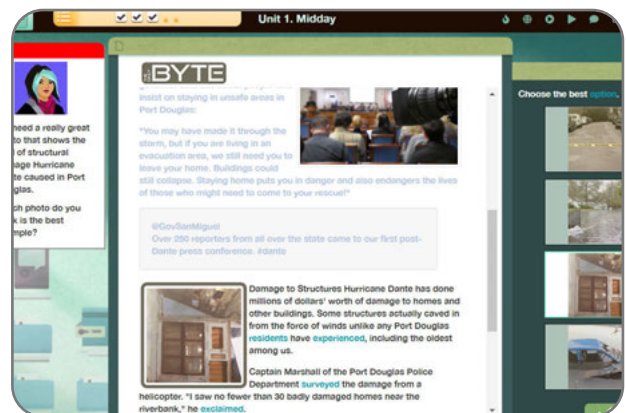 Unit 1. Midday
BYTE
insist on staying in unsafe areas in
Port Douglas:
"You may have made it through the
storm, but if you are living in an
evacuation area, we still need you to
leave your home. Buildings could
still collapse. Staying home puts you in danger and also endangers the lives
of those who might need to come to your rescue!"
@GovSanMiguel
Over 250 reporters from all over the state came to our first post-
Dante press conference. #dante
Damage to Structures Hurricane Dante has done
millions of dollars' worth of damage to homes and
other buildings. Some structures actually caved in
from the force of winds unlike any Port Douglas
residents have experienced, including the oldest
among us.
Captain Marshall of the Port Douglas Police
Department surveyed the damage from a
helicopter. "I saw no fewer than 30 badly damaged homes near the
riverbank," he exclaimed.
need a really great
to that shows the
of structural
age Hurricane
te caused in Port
glas.
ch photo do you
k is the best
mple?
Choose the best option.